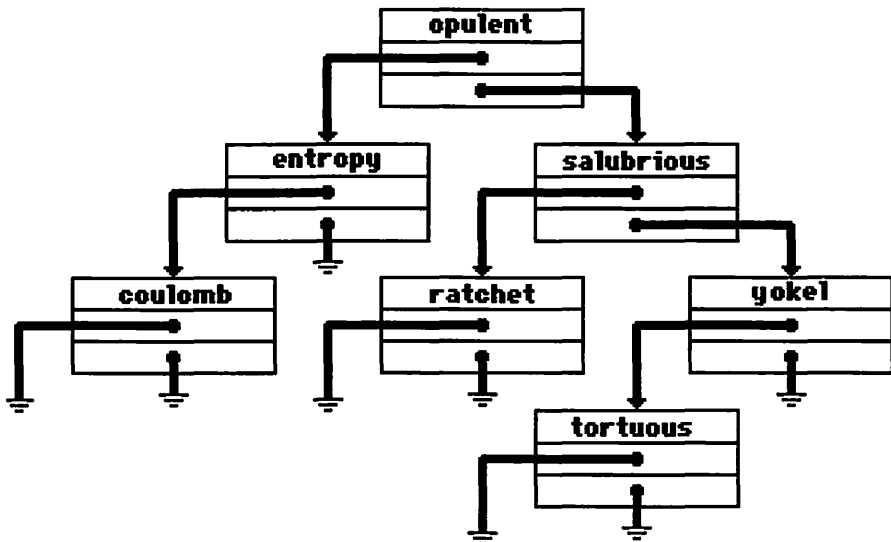 opulent
entropy
salubrious
coulomb
ratchet
yokel
tortuous